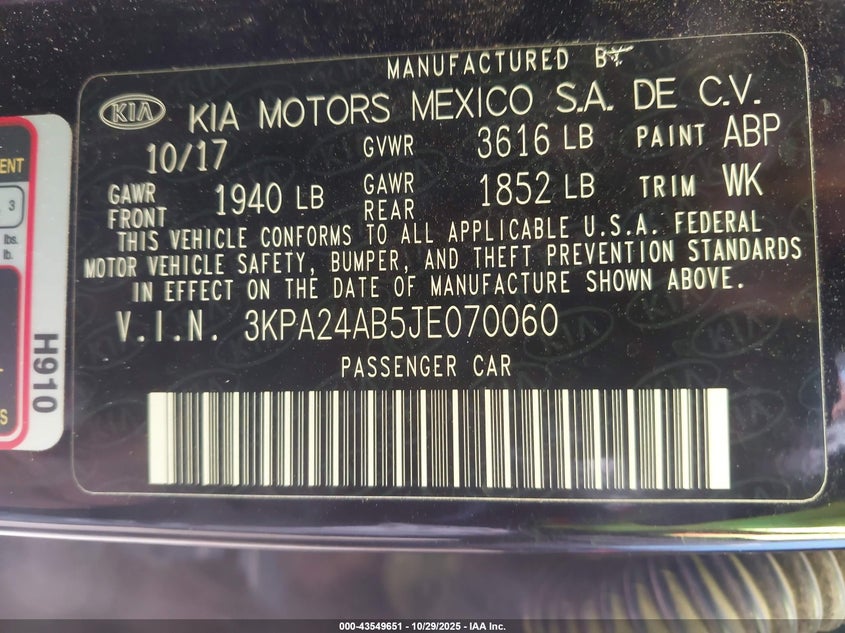 MANUFACTURED BY
KIA KIA MOTORS MEXICO S.A. DE C.V.
10/17 GVWR 3616 LB PAINT ABP
GAWR FRONT 1940 LB GAWR REAR 1852 LB TRIM WK
THIS VEHICLE CONFORMS TO ALL APPLICABLE U.S.A. FEDERAL
MOTOR VEHICLE SAFETY, BUMPER, AND THEFT PREVENTION STANDARDS
IN EFFECT ON THE DATE OF MANUFACTURE SHOWN ABOVE.
V.I.N. 3KPA24AB5JE070060
PASSENGER CAR
3
lbs.
lb.
H910
000-43549651 | 10/29/2025 - IAA Inc.